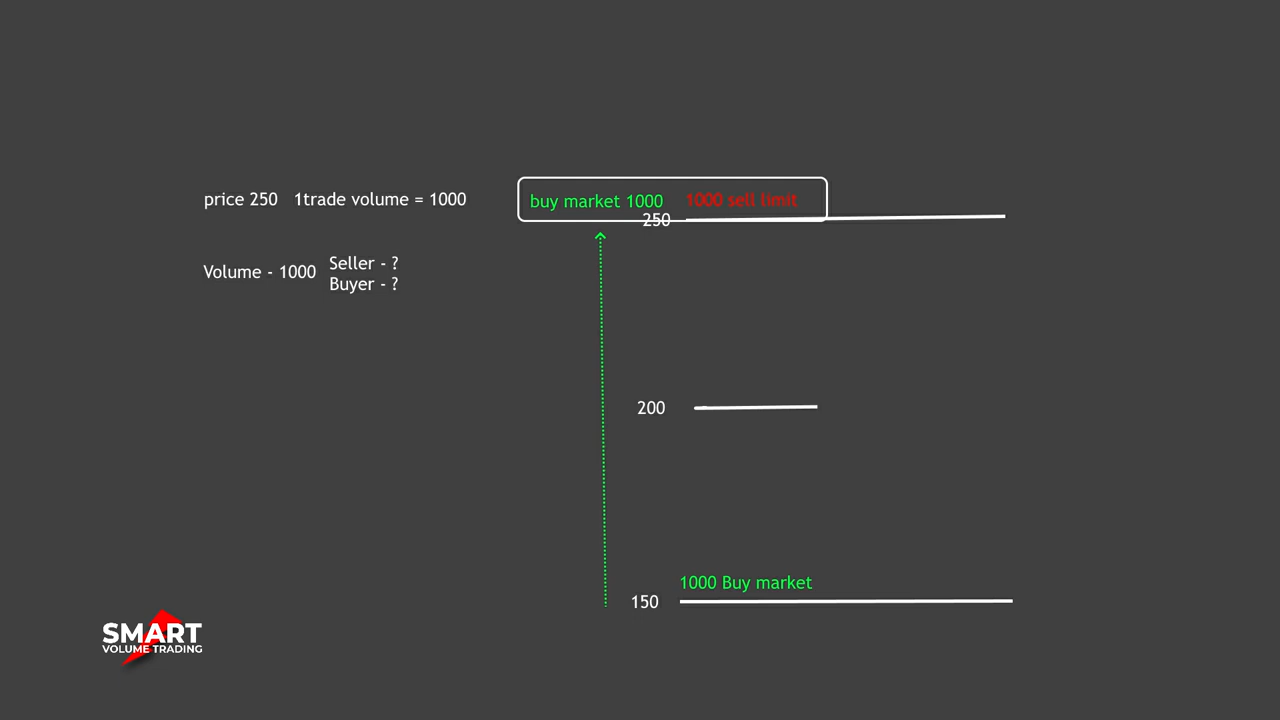 price 250 1trade volume = 1000
buy market 1000 1000 sell limit
250
Volume - 1000
Seller - ?
Buyer - ?
200
1000 Buy market
150
SMART
VOLUME TRADING